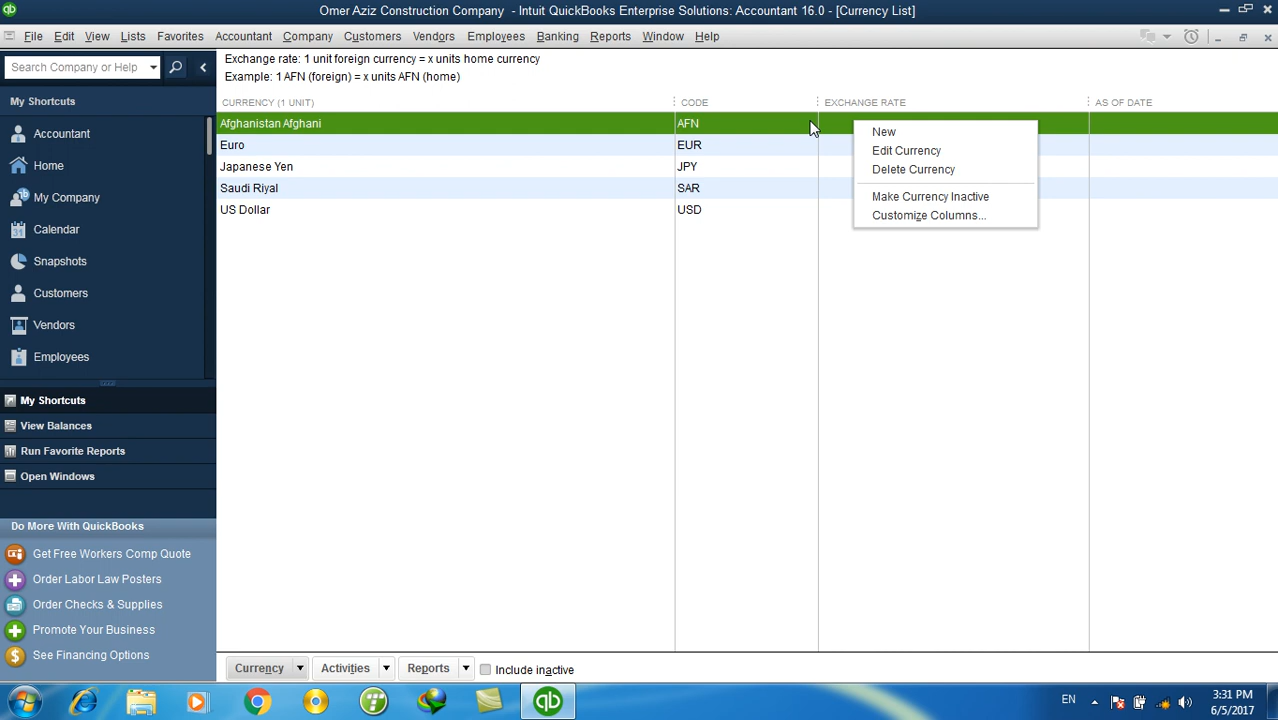 Omer Aziz Construction Company - Intuit QuickBooks Enterprise Solutions: Accountant 16.0 - [Currency List]
File Edit View Lists Favorites Accountant Company Customers Vendors Employees Banking Reports Window Help
Search Company or Help
My Shortcuts
Accountant
Home
My Company
Calendar
Snapshots
Customers
Vendors
Employees
My Shortcuts
View Balances
Run Favorite Reports
Open Windows
Do More With QuickBooks
Get Free Workers Comp Quote
Order Labor Law Posters
Order Checks & Supplies
Promote Your Business
See Financing Options
Exchange rate: 1 unit foreign currency = x units home currency
Example: 1 AFN (foreign) = x units AFN (home)
CURRENCY (1 UNIT) CODE EXCHANGE RATE AS OF DATE
Afghanistan Afghani AFN
Euro EUR
Japanese Yen JPY
Saudi Riyal SAR
US Dollar USD
New
Edit Currency
Delete Currency
Make Currency Inactive
Customize Columns...
Currency Activities Reports Include inactive
EN
3:31 PM
6/5/2017